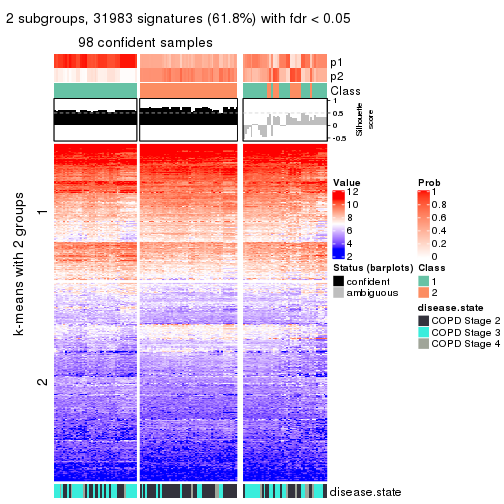 2 subgroups, 31983 signatures (61.8%) with fdr < 0.05
98 confident samples
p1
p2
Class
1
0.5
0
-0.5
Silhouette
score
k-means with 2 groups
1
2
Value
12
10
8
6
4
2
Prob
1
0.8
0.6
0.4
0.2
0
Status (barplots)
confident
ambiguous
Class
1
2
disease.state
COPD Stage 2
COPD Stage 3
COPD Stage 4
disease.state